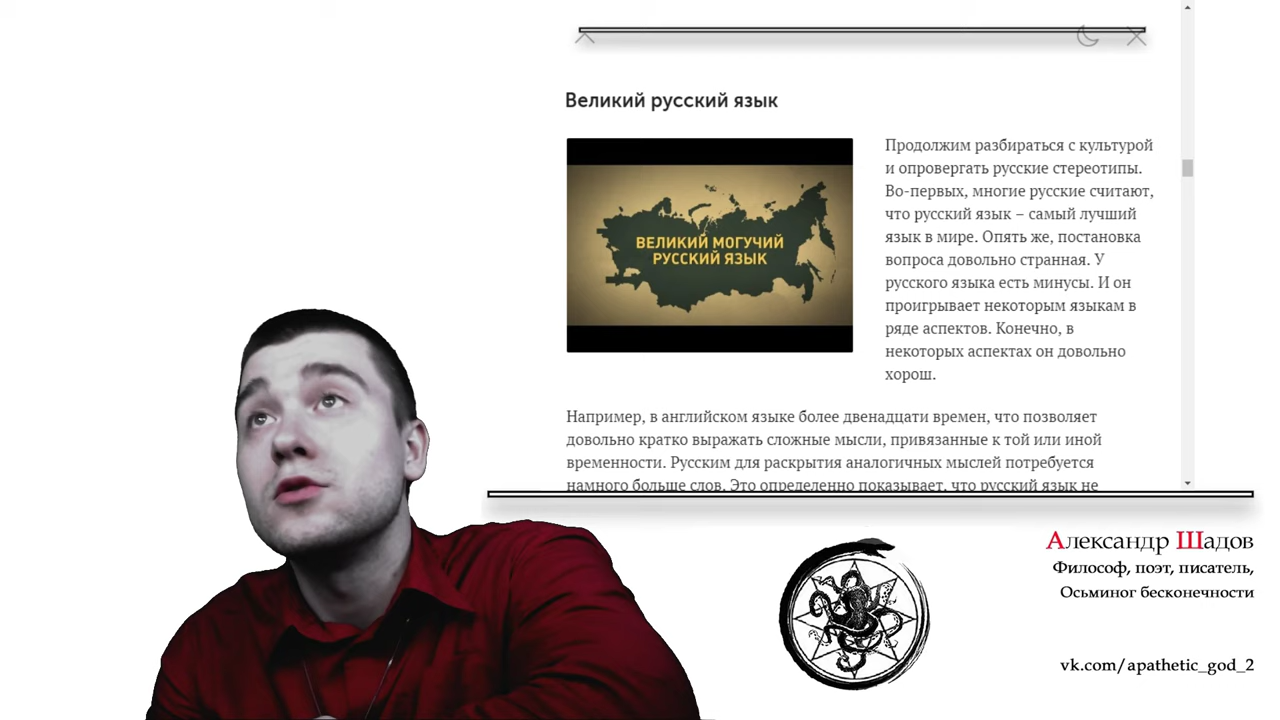 Великий русский язык
ВЕЛИКИЙ МОГУЧИЙ
РУССКИЙ ЯЗЫК
Продолжим разбираться с культурой
и опровергать русские стереотипы.
Во-первых, многие русские считают,
что русский язык – самый лучший
язык в мире. Опять же, постановка
вопроса довольно странная. У
русского языка есть минусы. И он
проигрывает некоторым языкам в
ряде аспектов. Конечно, в
некоторых аспектах он довольно
хорош.
Например, в английском языке более двенадцати времен, что позволяет
довольно кратко выражать сложные мысли, привязанные к той или иной
временности. Русским для раскрытия аналогичных мыслей потребуется
намного больше слов. Это определенно показывает, что русский язык не
Александр Шадов
Философ, поэт, писатель,
Осьминог бесконечности
vk.com/apathetic_god_2